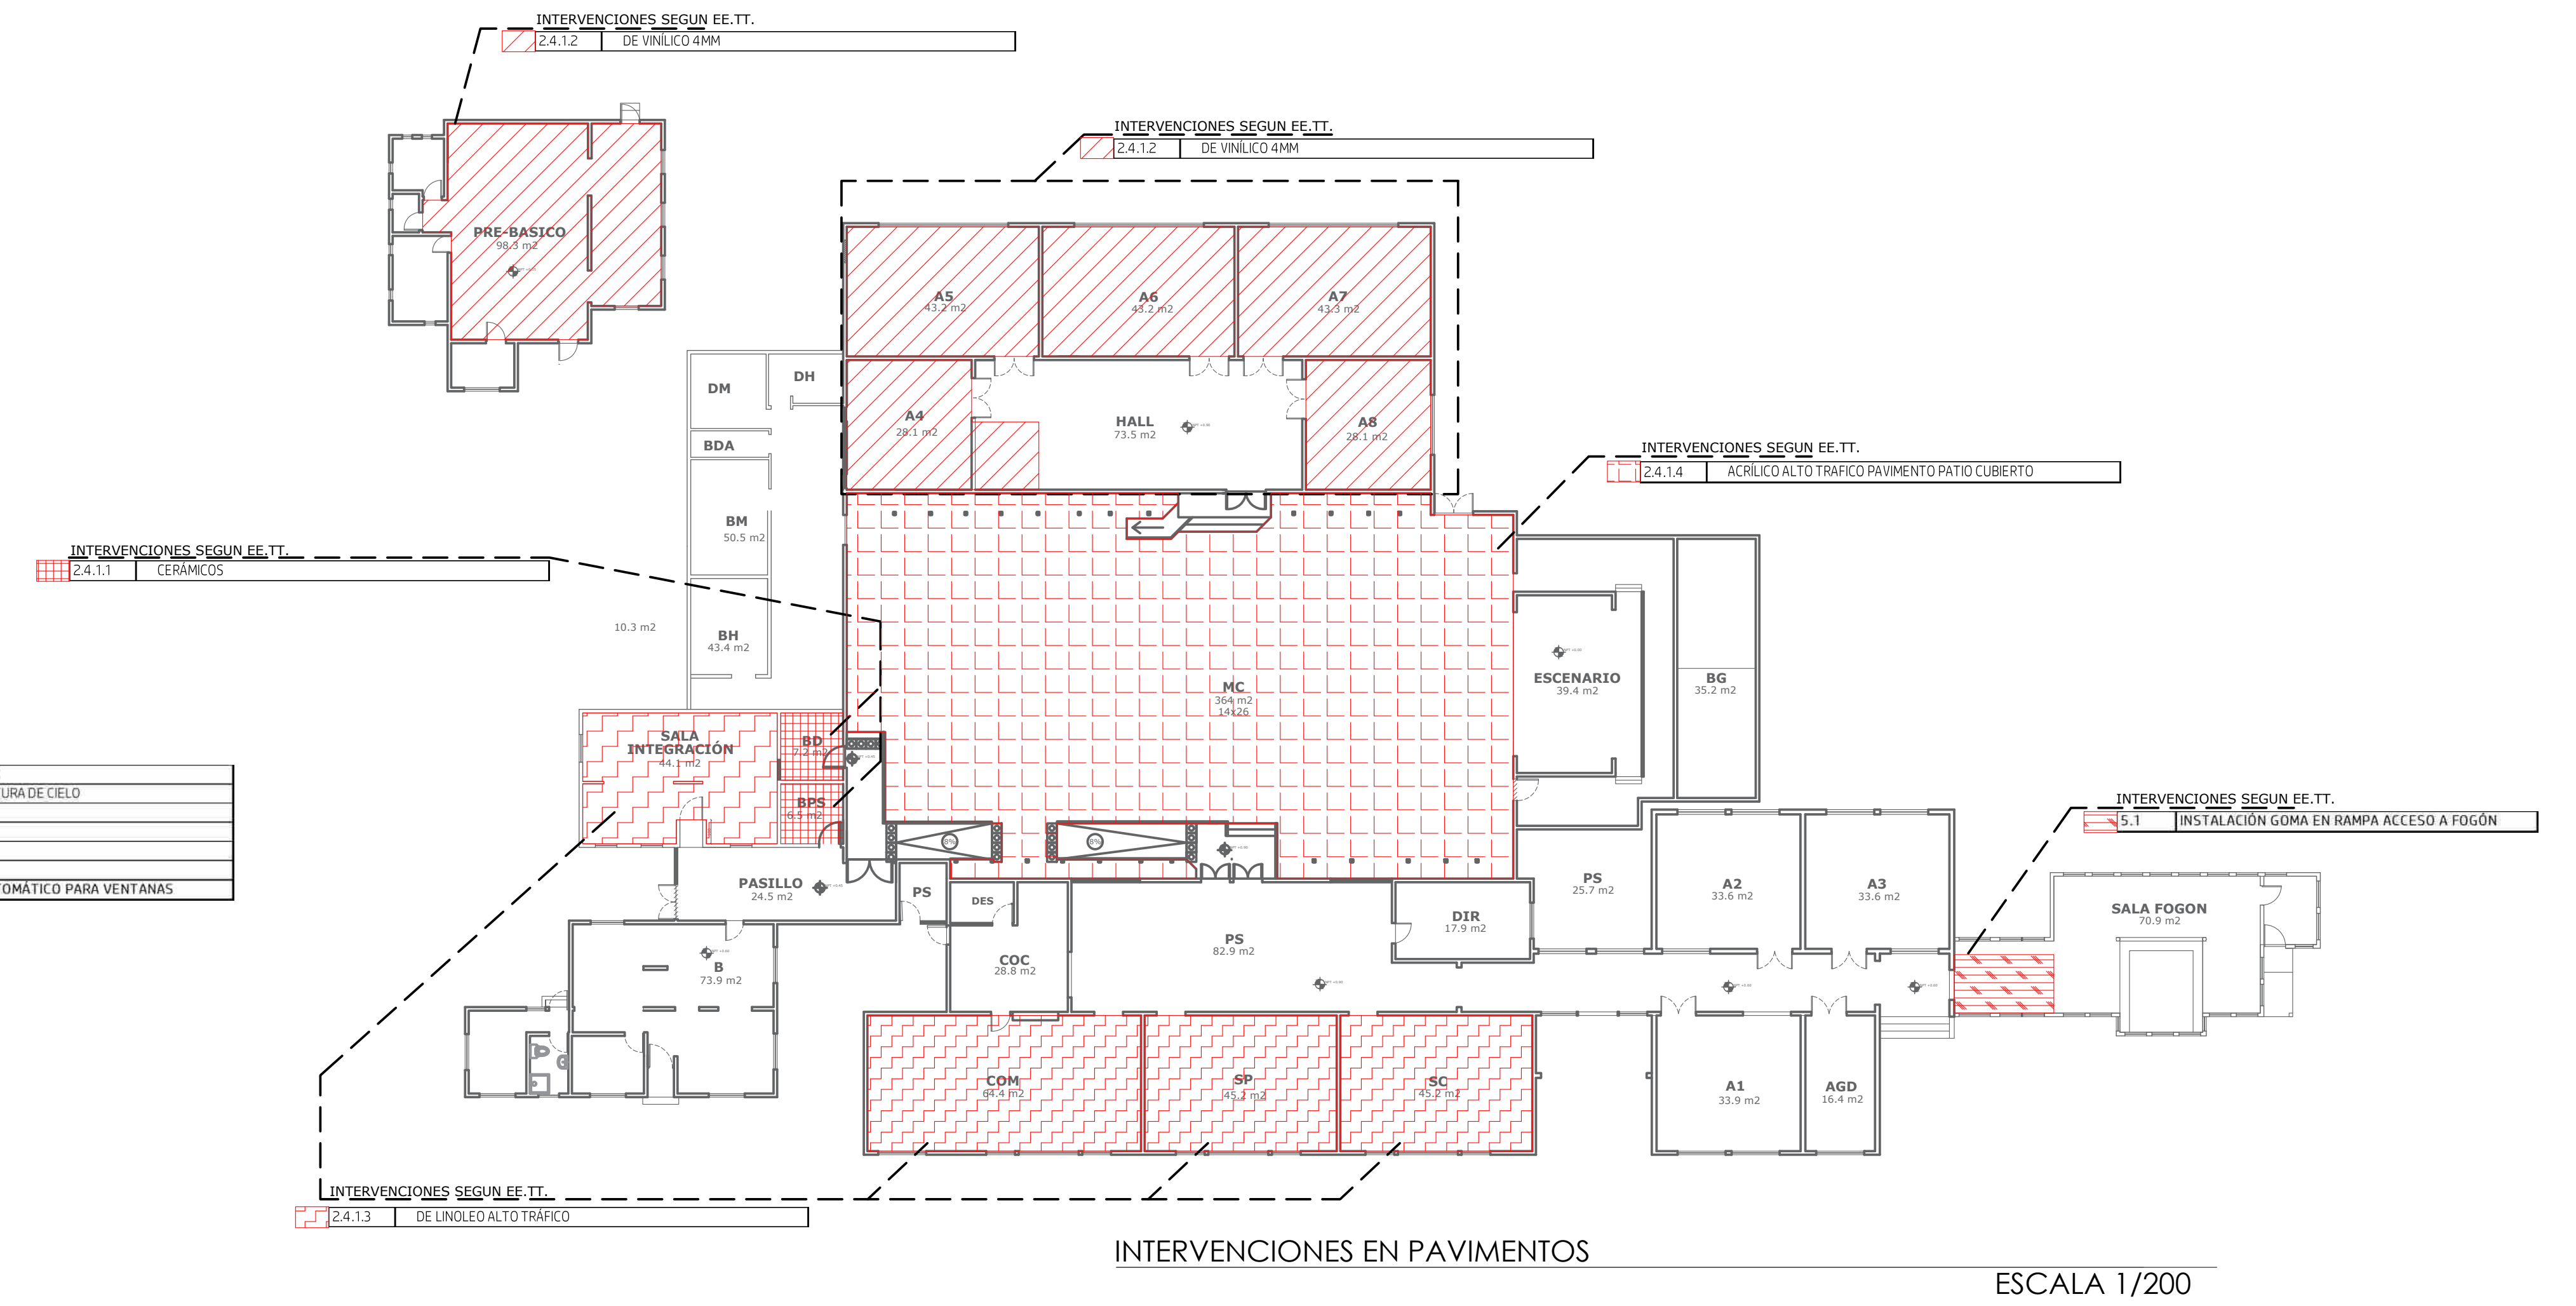 INTERVENCIONES SEGUN EE.TT.
2.4.1.2 DE VINÍLICO 4MM
INTERVENCIONES SEGUN EE.TT.
2.4.1.2 DE VINÍLICO 4MM
PRE-BASICO
98.3 m2
A5
43.2 m2
A6
43.2 m2
A7
43.3 m2
DM
DH
A4
28.1 m2
HALL
73.5 m2
A8
28.1 m2
BDA
INTERVENCIONES SEGUN EE.TT.
2.4.1.4 ACRÍLICO ALTO TRAFICO PAVIMENTO PATIO CUBIERTO
BM
50.5 m2
INTERVENCIONES SEGUN EE.TT.
2.4.1.1 CERÁMICOS
10.3 m2
BH
43.4 m2
MC
364 m2
14x26
ESCENARIO
39.4 m2
BG
35.2 m2
SALA
INTEGRACIÓN
44.1 m2
BD
7.2 m2
BPS
6.5 m2
URA DE CIELO
OMÁTICO PARA VENTANAS
INTERVENCIONES SEGUN EE.TT.
5.1 INSTALACIÓN GOMA EN RAMPA ACCESO A FOGÓN
8%
8%
PASILLO
24.5 m2
PS
DES
DIR
17.9 m2
PS
25.7 m2
A2
33.6 m2
A3
33.6 m2
SALA FOGON
70.9 m2
B
73.9 m2
COC
28.8 m2
PS
82.9 m2
COM
64.4 m2
SP
45.2 m2
SC
45.2 m2
A1
33.9 m2
AGD
16.4 m2
INTERVENCIONES SEGUN EE.TT.
2.4.1.3 DE LINOLEO ALTO TRÁFICO
INTERVENCIONES EN PAVIMENTOS
ESCALA 1/200